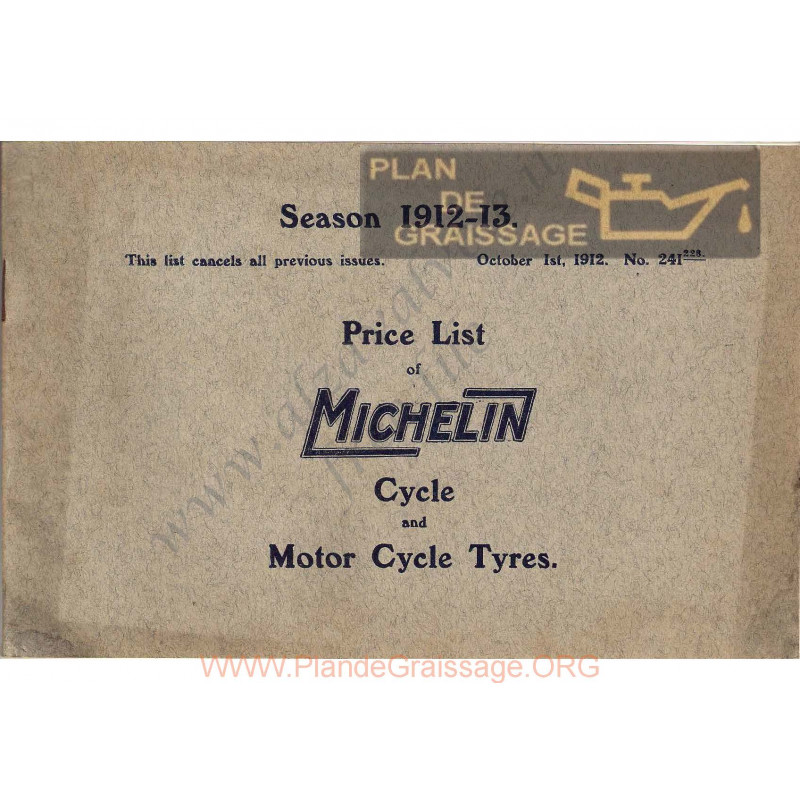 PLAN
DE
GRAISSAGE
Season 1912-13.
This list cancels all previous issues. October 1st, 1912. No. 241228.
Price List
of
MICHELIN
Cycle
and
Motor Cycle Tyres.
www.PlandeGraissage.ORG